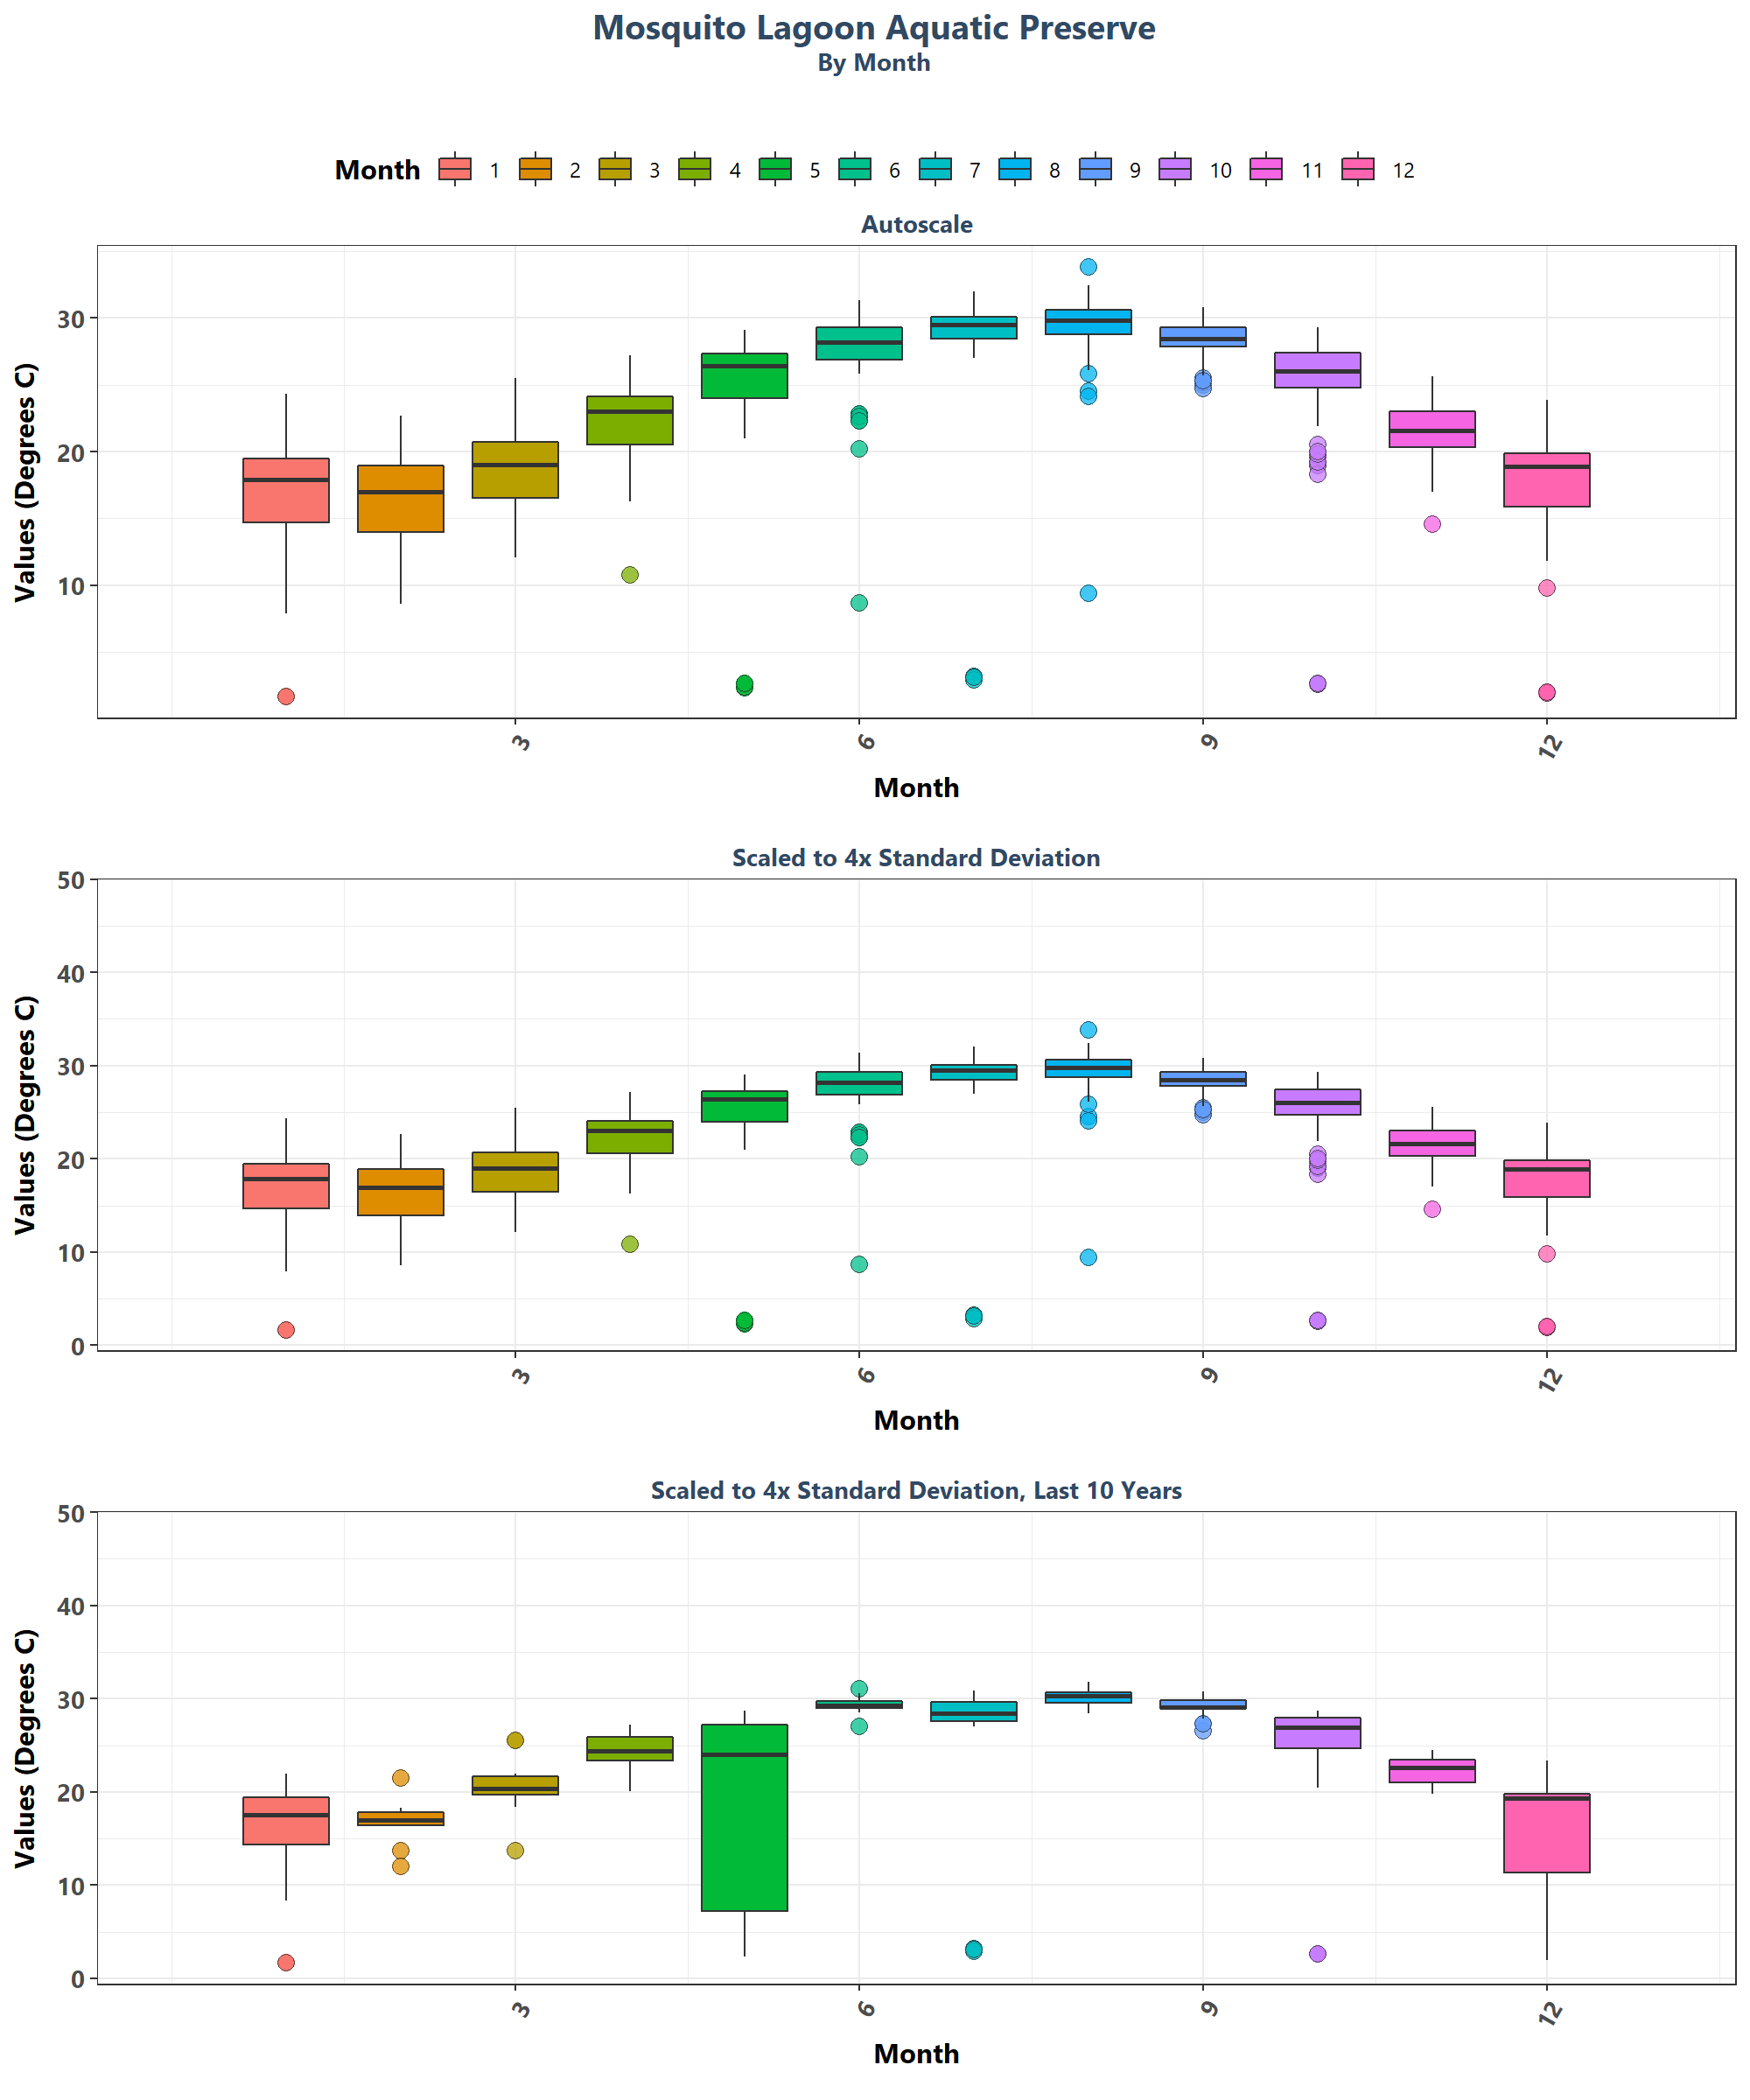 Mosquito Lagoon Aquatic Preserve
By Month
Month 1 2 3 4 5 6 7 8 9 10 11 12
Autoscale
Values (Degrees C)
30
20
10
3 6 9 12
Month
Scaled to 4x Standard Deviation
Values (Degrees C)
50
40
30
20
10
0
3 6 9 12
Month
Scaled to 4x Standard Deviation, Last 10 Years
Values (Degrees C)
50
40
30
20
10
0
3 6 9 12
Month